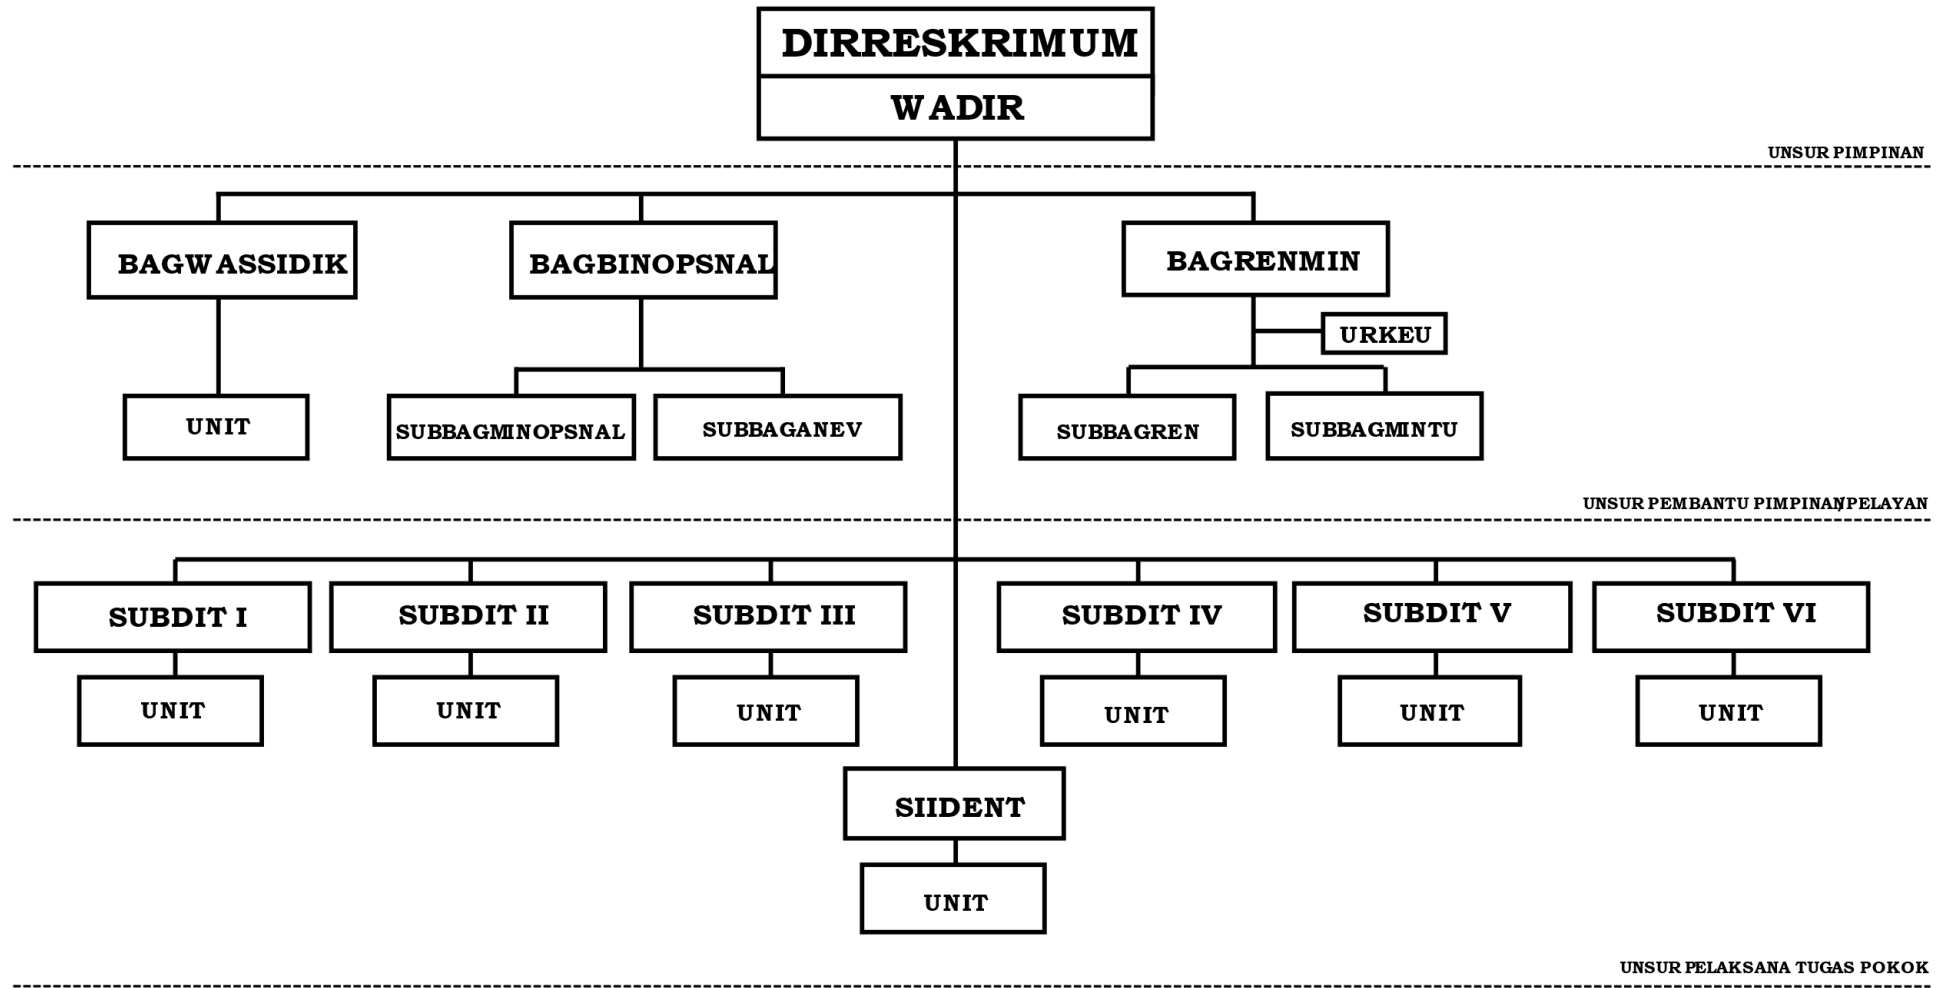 DIRRESKRIMUM
WADIR
UNSUR PIMPINAN
BAGWASSIDIK
BAGBINOPSNAL
BAGRENMIN
URKEU
UNIT
SUBBAGMINOPSNAL
SUBBAGANEV
SUBBAGREN
SUBBAGMINTU
UNSUR PEMBANTU PIMPINAN/PELAYAN
SUBDIT I
SUBDIT II
SUBDIT III
SUBDIT IV
SUBDIT V
SUBDIT VI
UNIT
UNIT
UNIT
UNIT
UNIT
UNIT
SIIDENT
UNIT
UNSUR PELAKSANA TUGAS POKOK